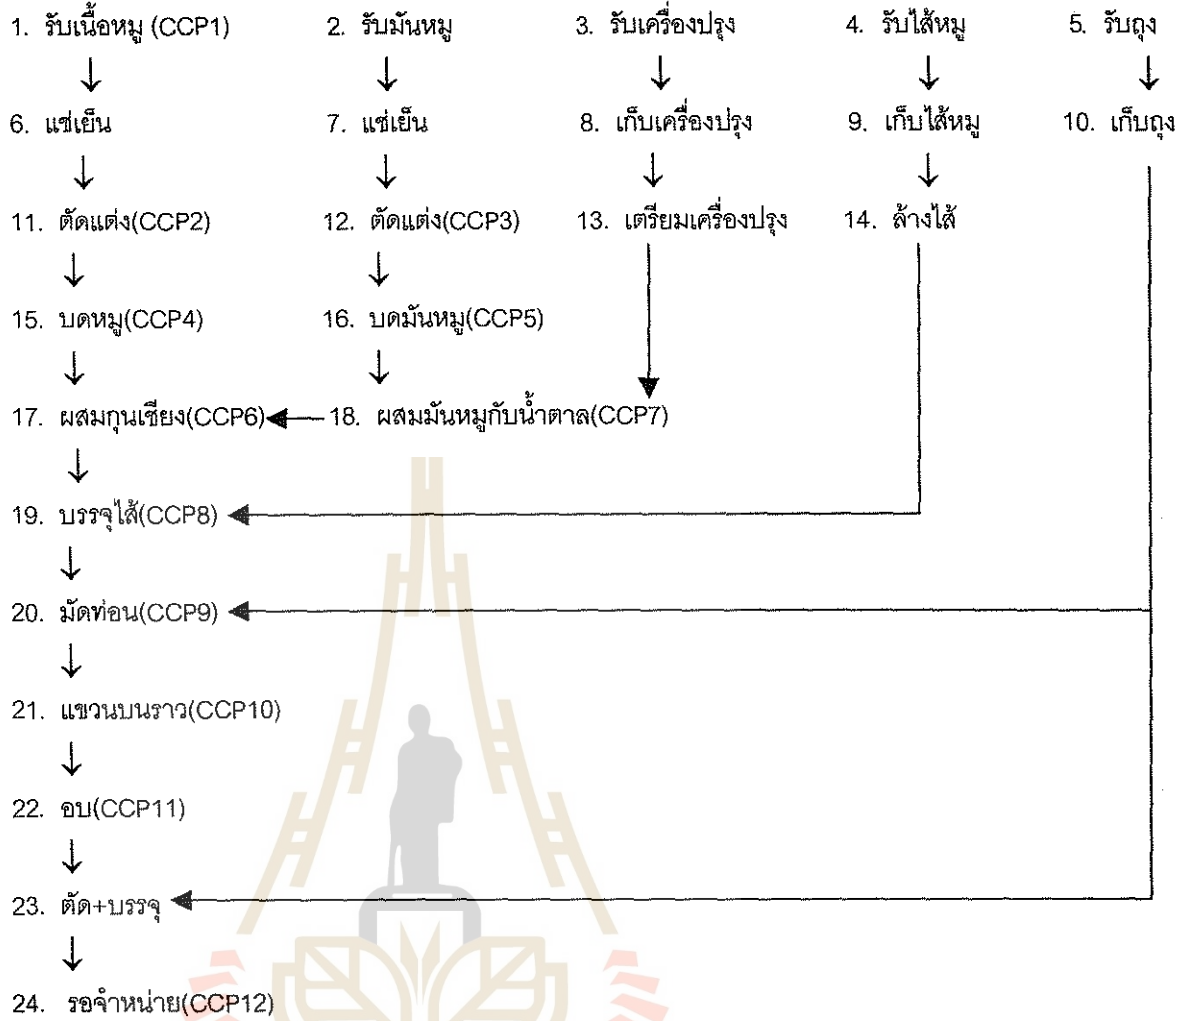 1. รับเนื้อหมู (CCP1) 2. รับมันหมู 3. รับเครื่องปรุง 4. รับไส้หมู 5. รับถุง
6. แช่เย็น 7. แช่เย็น 8. เก็บเครื่องปรุง 9. เก็บไส้หมู 10. เก็บถุง
11. ตัดแต่ง(CCP2) 12. ตัดแต่ง(CCP3) 13. เตรียมเครื่องปรุง 14. ล้างไส้
15. บดหมู(CCP4) 16. บดมันหมู(CCP5)
17. ผสมกุนเชียง(CCP6) 18. ผสมมันหมูกับน้ำตาล(CCP7)
19. บรรจุไส้(CCP8)
20. มัดท่อน(CCP9)
21. แขวนบนราว(CCP10)
22. อบ(CCP11)
23. ตัด+บรรจุ
24. รอจำหน่าย(CCP12)